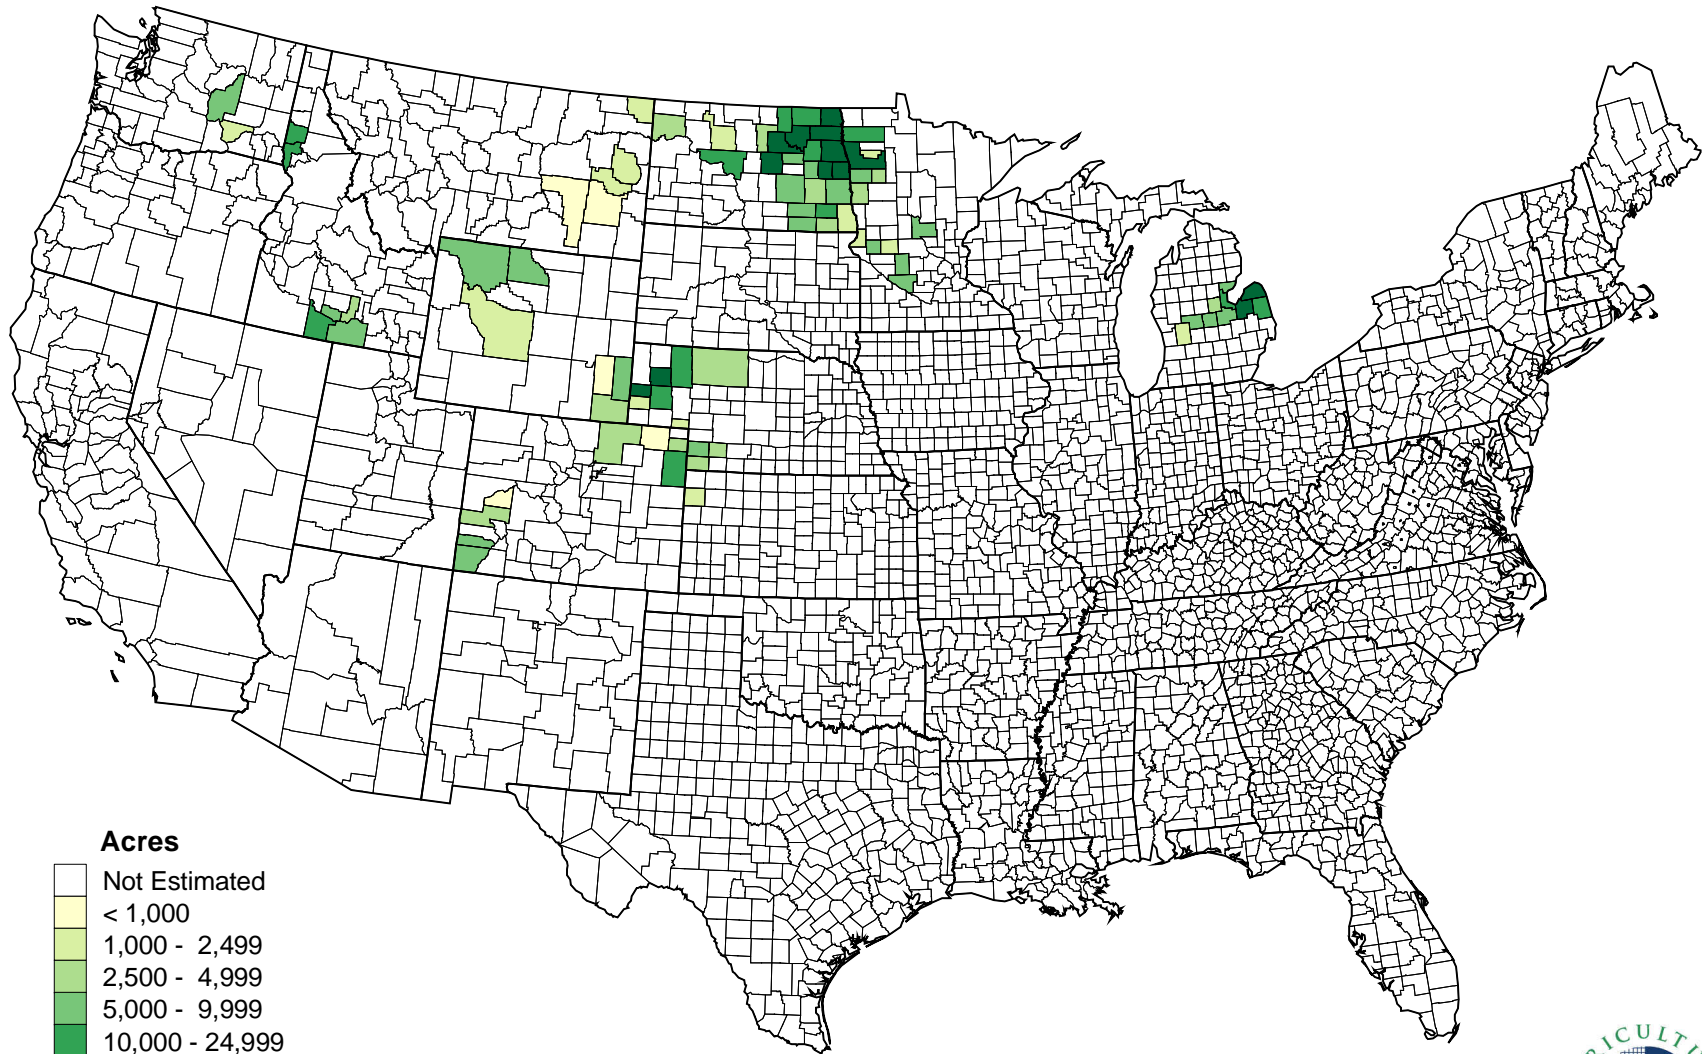 Acres
Not Estimated
< 1,000
1,000 - 2,499
2,500 - 4,999
5,000 - 9,999
10,000 - 24,999
RICULT